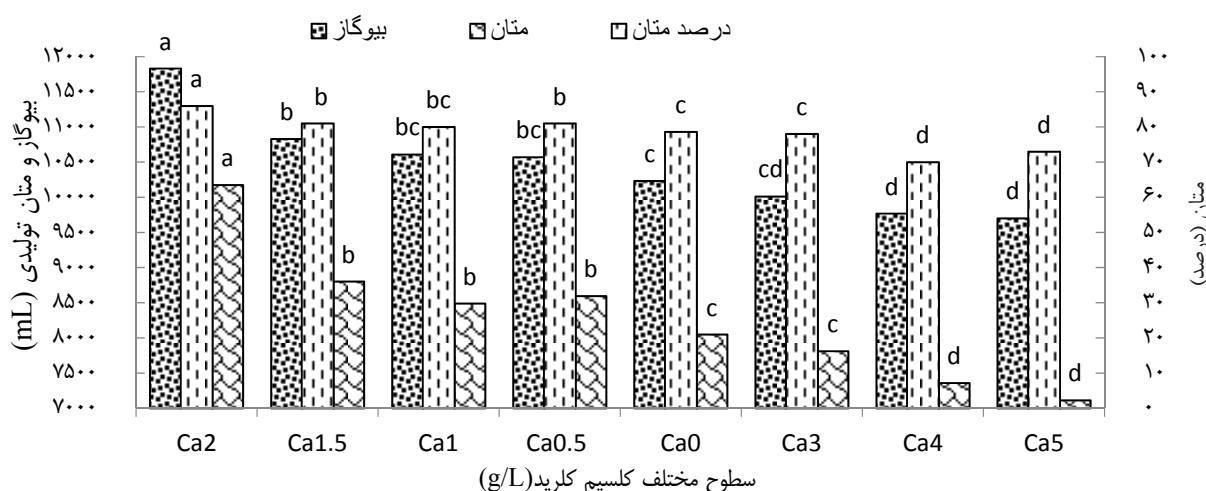 بیوگاز متان درصد متان
بیوگاز و متان تولیدی (mL)
۱۲۰۰۰
۱۱۵۰۰
۱۱۰۰۰
۱۰۵۰۰
۱۰۰۰۰
۹۵۰۰
۹۰۰۰
۸۵۰۰
۸۰۰۰
۷۵۰۰
۷۰۰۰
a a a
b b b
bc bc b
bc b b
c c c
cd c c
d d d
d d d
۱۰۰
۹۰
۸۰
۷۰
۶۰
۵۰
۴۰
۳۰
۲۰
۱۰
۰
متان (درصد)
Ca2 Ca1.5 Ca1 Ca0.5 Ca0 Ca3 Ca4 Ca5
سطوح مختلف کلسیم کلرید(g/L)